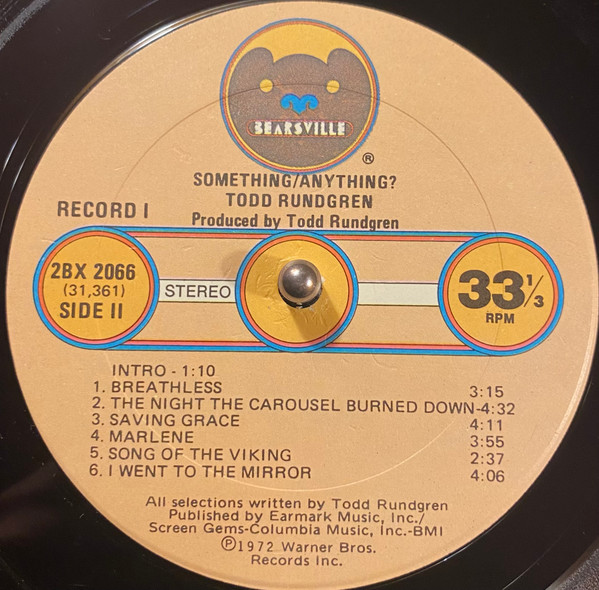 BEARSVILLE
®
SOMETHING/ANYTHING?
TODD RUNDGREN
RECORD I
Produced by Todd Rundgren
2BX 2066
(31,361)
SIDE II
STEREO
33 1/3
RPM
INTRO - 1:10
1. BREATHLESS 3:15
2. THE NIGHT THE CAROUSEL BURNED DOWN-4:32
3. SAVING GRACE 4:11
4. MARLENE 3:55
5. SONG OF THE VIKING 2:37
6. I WENT TO THE MIRROR 4:06
All selections written by Todd Rundgren
Published by Earmark Music, Inc./
Screen Gems-Columbia Music, Inc.-BMI
Ⓟ1972 Warner Bros.
Records Inc.